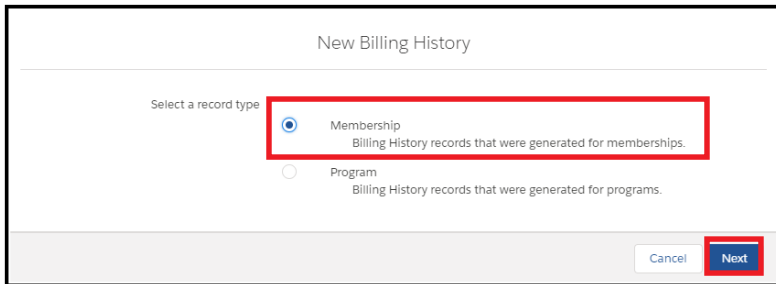 New Billing History
Select a record type
Membership
Billing History records that were generated for memberships.
Program
Billing History records that were generated for programs.
Cancel
Next